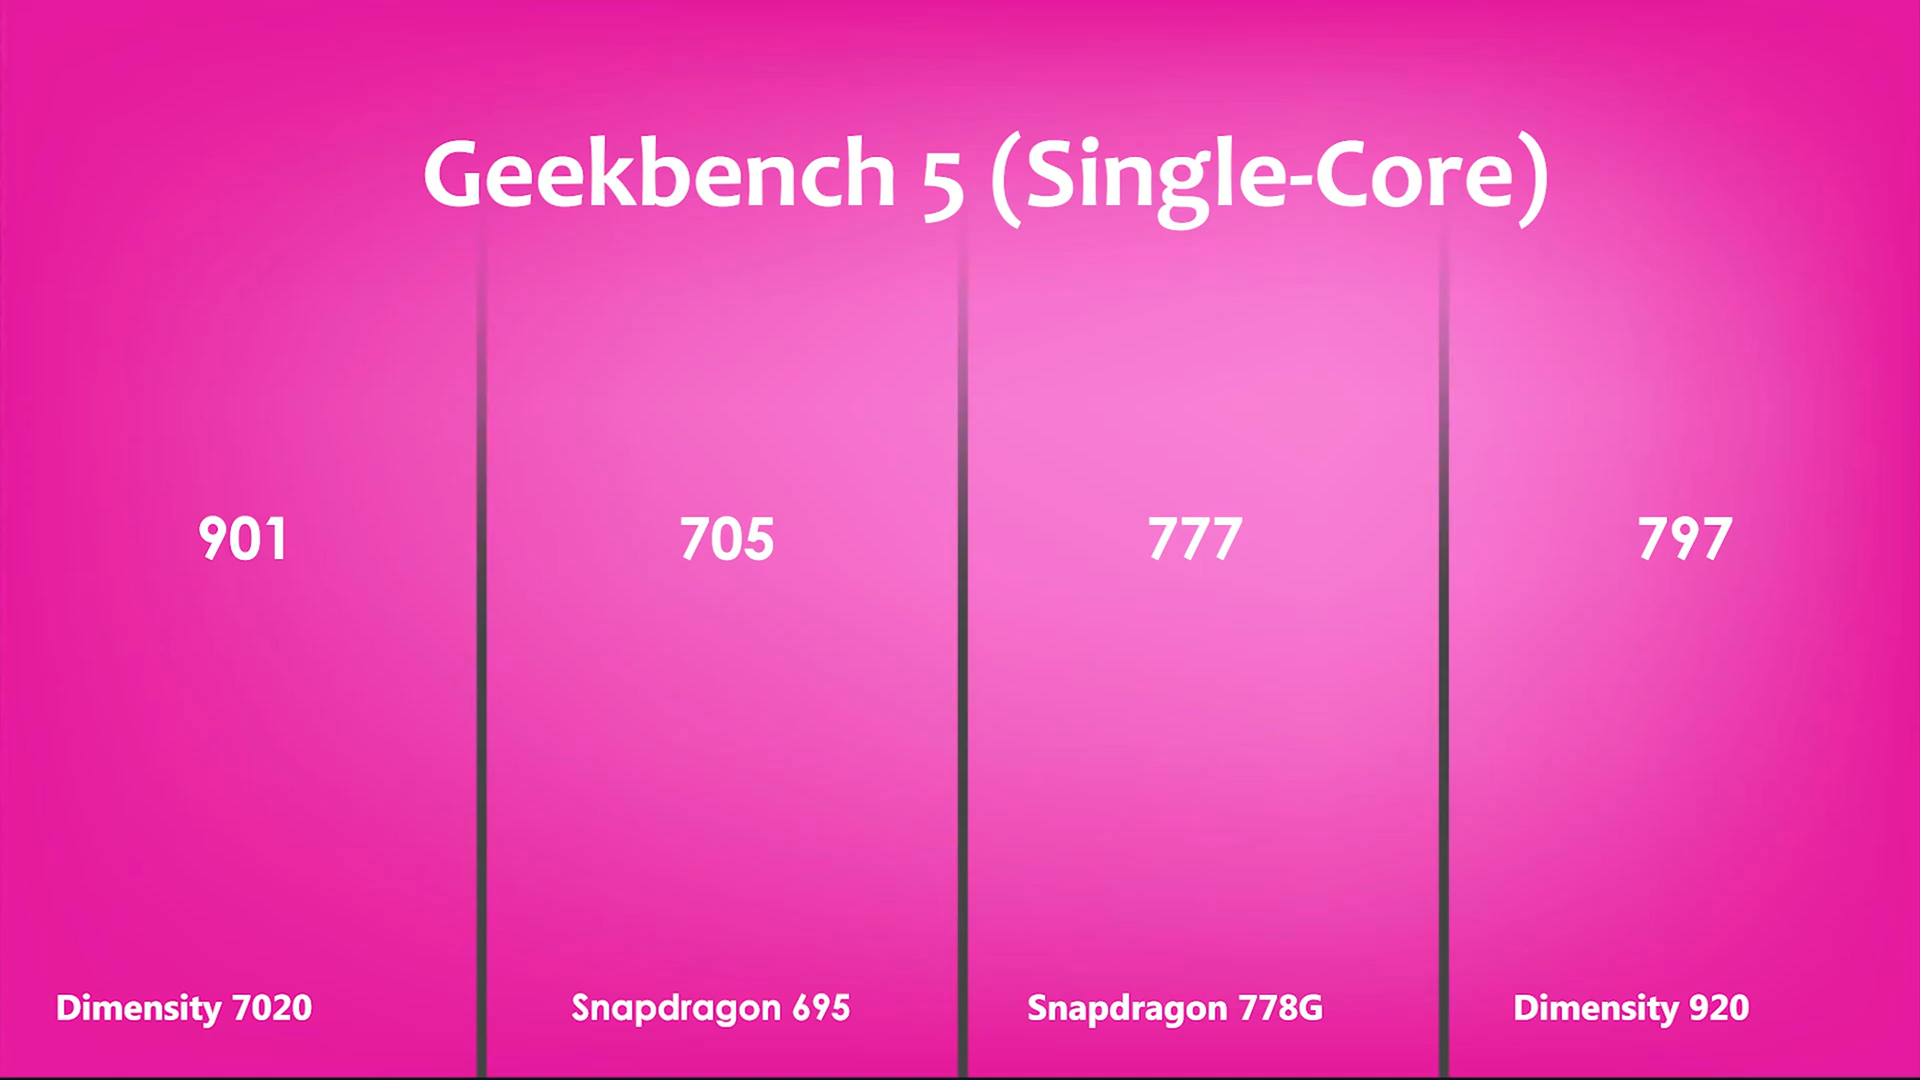 Geekbench 5 (Single-Core)
901
705
777
797
Dimensity 7020
Snapdragon 695
Snapdragon 778G
Dimensity 920